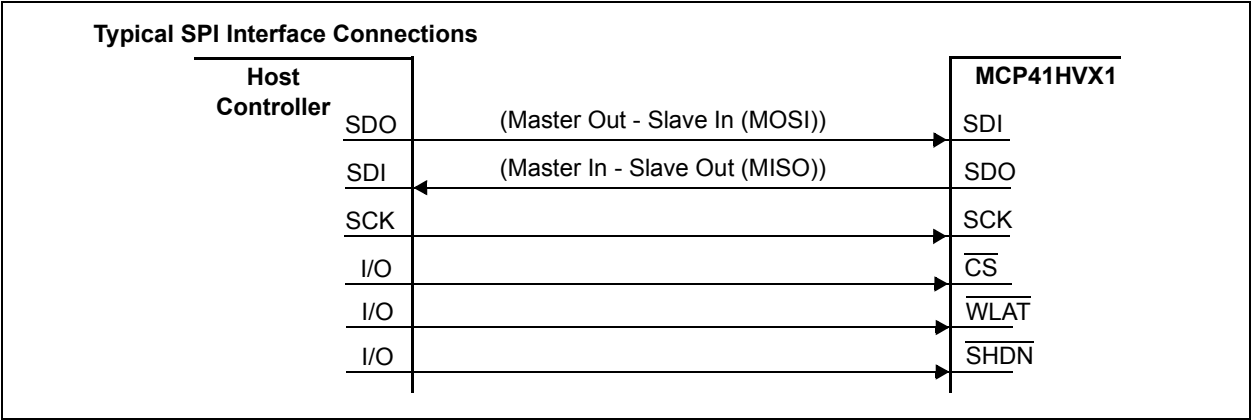 Typical SPI Interface Connections
Host
Controller
MCP41HVX1
SDO (Master Out - Slave In (MOSI)) SDI
SDI (Master In - Slave Out (MISO)) SDO
SCK SCK
I/O CS
I/O WLAT
I/O SHDN